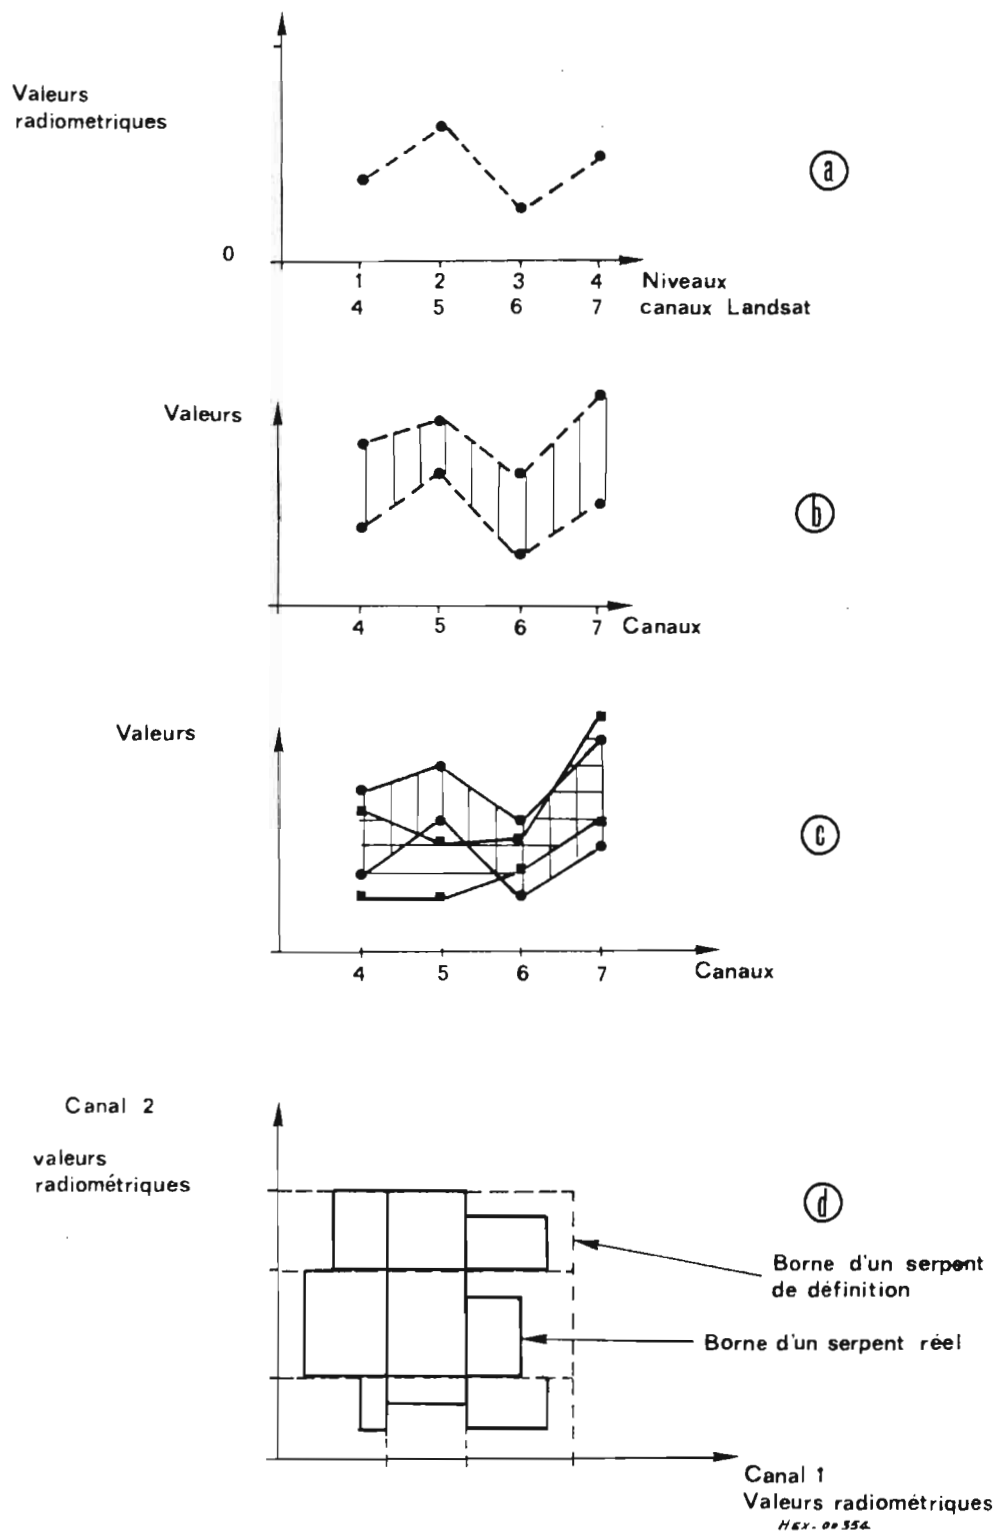 Valeurs
radiometriques
a
0
1 2 3 4 Niveaux
4 5 6 7 canaux Landsat
Valeurs
b
4 5 6 7 Canaux
Valeurs
c
4 5 6 7 Canaux
Canal 2
valeurs
radiométriques
d
Borne d'un serpent
de définition
Borne d'un serpent réel
Canal 1
Valeurs radiométriques